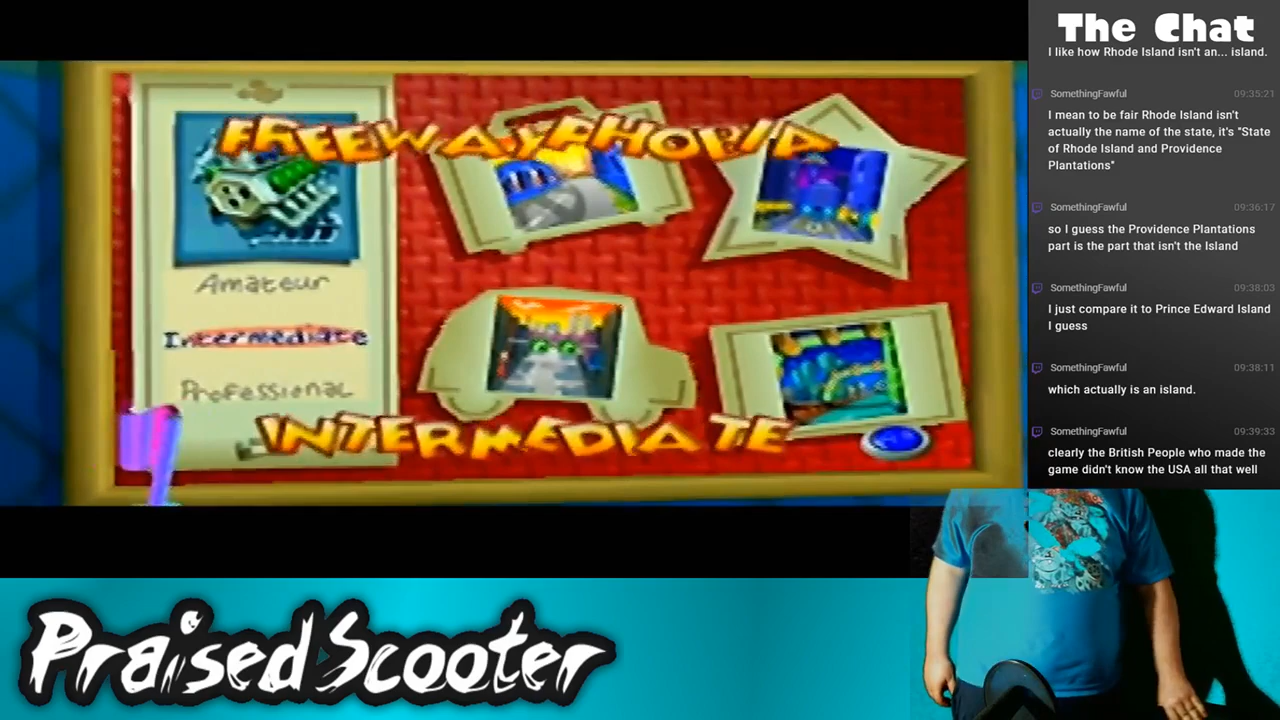 FREEWAYPHOBIA
Amateur
Intermediate
Professional
INTERMEDIATE
The Chat
I like how Rhode Island isn't an... island.
SomethingFawful 09:35:21
I mean to be fair Rhode Island isn't
actually the name of the state, it's "State
of Rhode Island and Providence
Plantations"
SomethingFawful 09:36:17
so I guess the Providence Plantations
part is the part that isn't the Island
SomethingFawful 09:38:03
I just compare it to Prince Edward Island
I guess
SomethingFawful 09:38:11
which actually is an island.
SomethingFawful 09:39:33
clearly the British People who made the
game didn't know the USA all that well
PraisedScooter